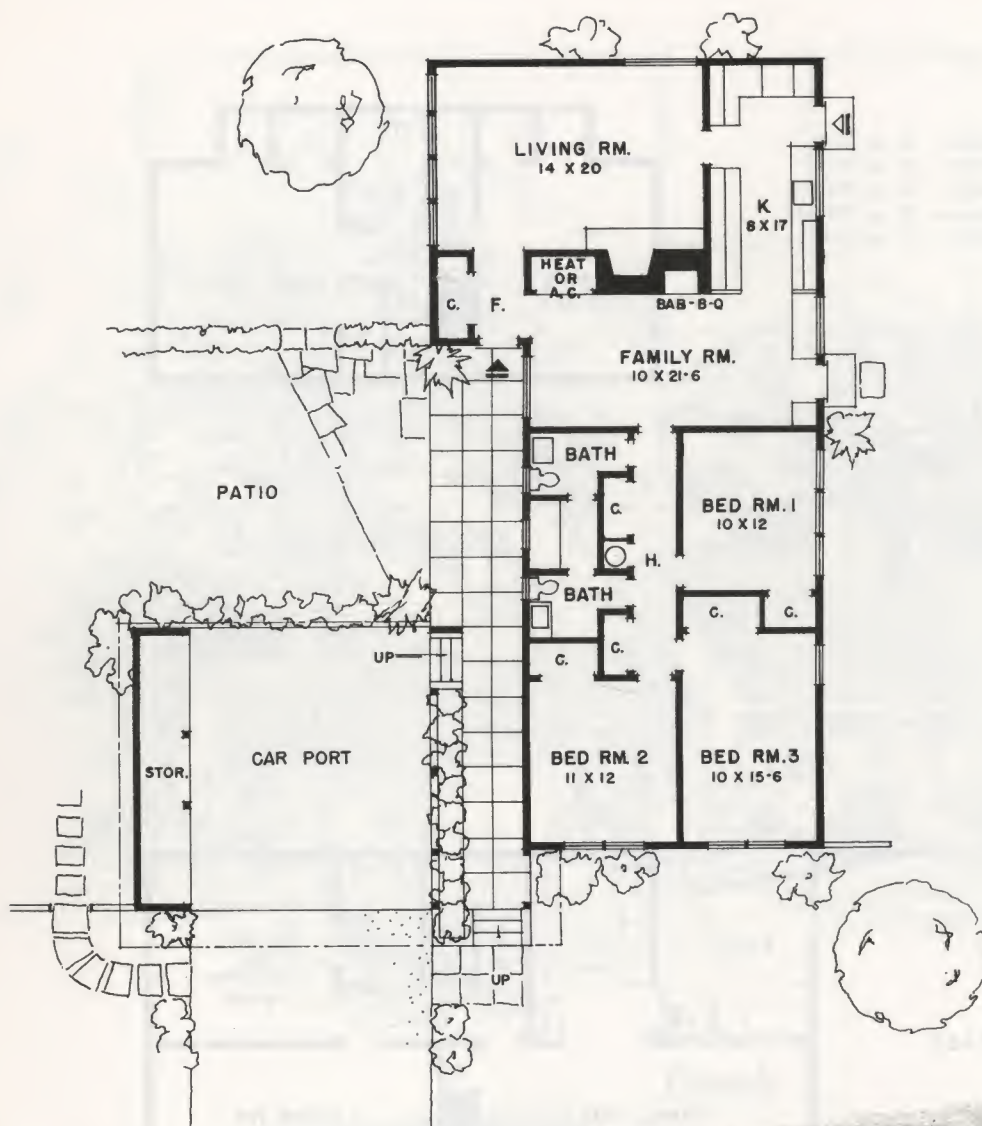 LIVING RM.
14 X 20
K
8 X 17
HEAT
OR
A.C.
C.
F.
BAB-B-Q
FAMILY RM.
10 X 21-6
BATH
PATIO
C.
BED RM. 1
10 X 12
H.
BATH
C.
C.
UP
C.
C.
STOR.
CAR PORT
BED RM. 2
11 X 12
BED RM. 3
10 X 15-6
UP